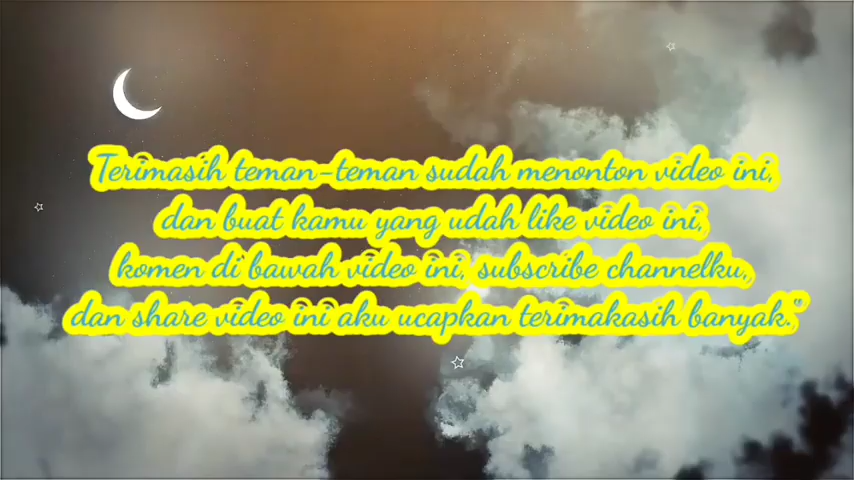 Terimasih teman-teman sudah menonton video ini,
dan buat kamu yang udah like video ini,
komen di bawah video ini, subscribe channelku,
dan share video ini aku ucapkan terimakasih banyak."